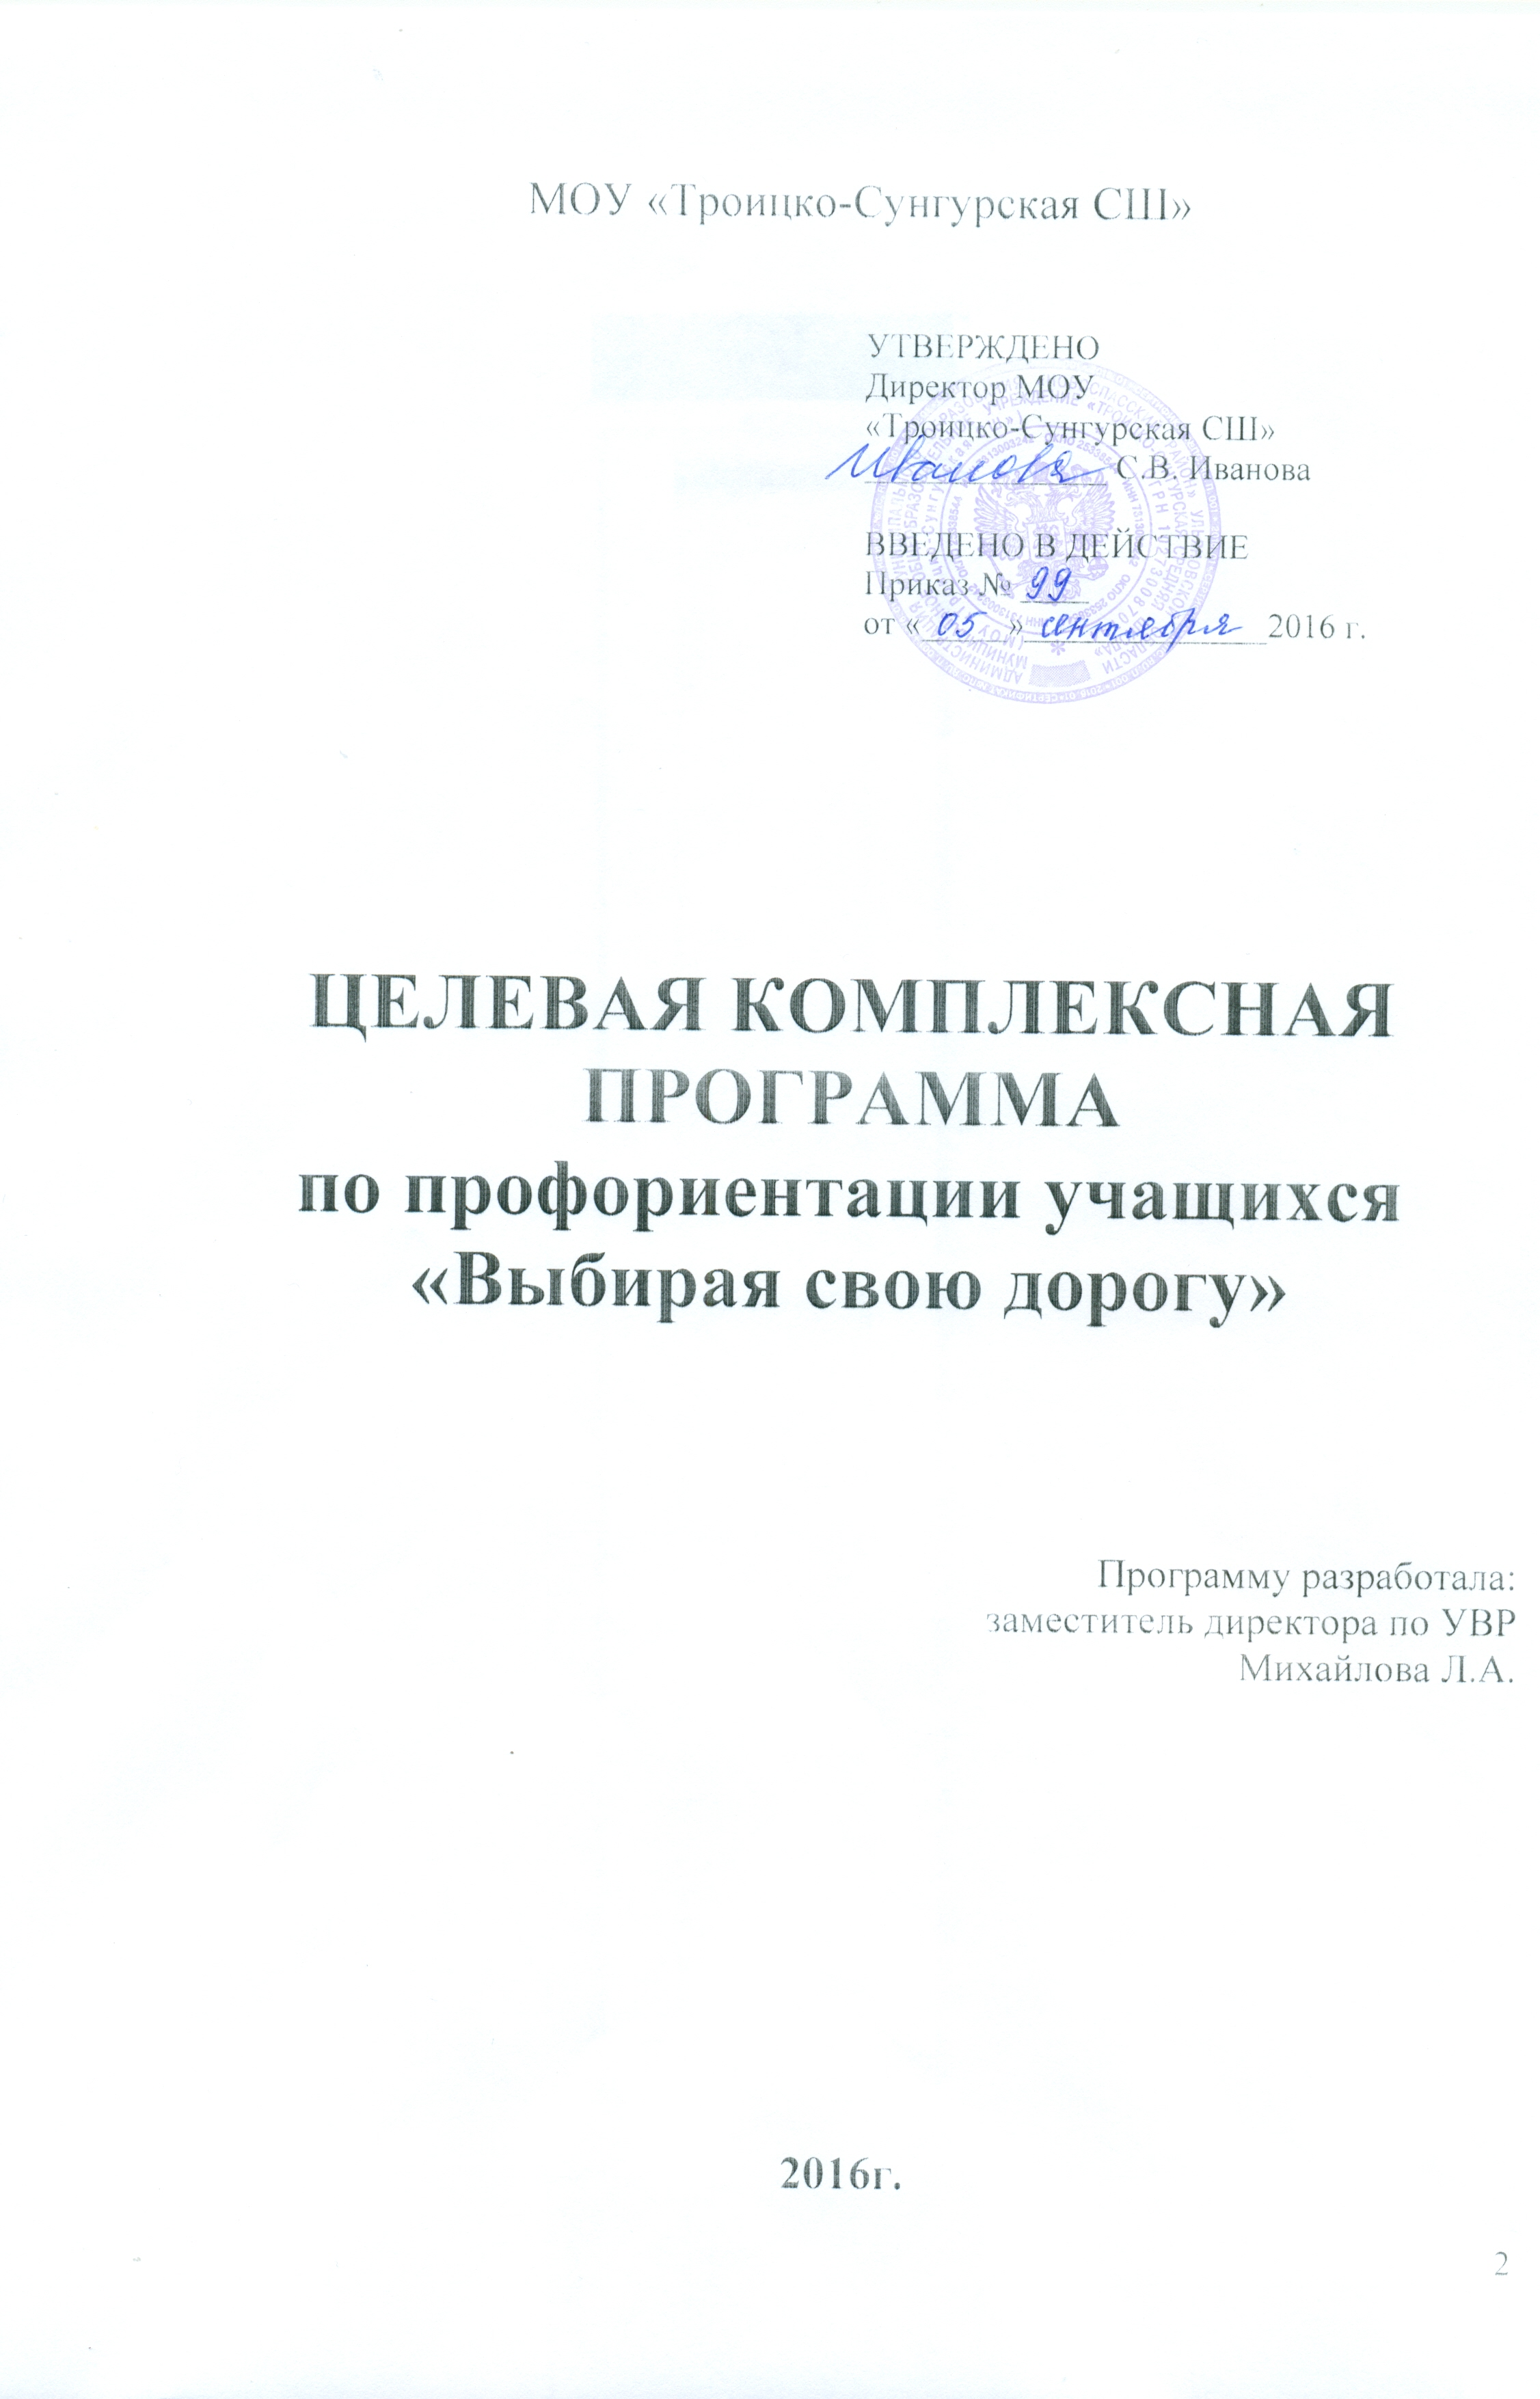 МОУ «Троицко-Сунгурская СШ»
УТВЕРЖДЕНО
Директор МОУ
«Троицко-Сунгурская СШ»
Иванова С.В. Иванова
ВВЕДЕНО В ДЕЙСТВИЕ
Приказ № 99
от «05» сентября 2016 г.
ЦЕЛЕВАЯ КОМПЛЕКСНАЯ
ПРОГРАММА
по профориентации учащихся
«Выбирая свою дорогу»
Программу разработала:
заместитель директора по УВР
Михайлова Л.А.
2016г.
2